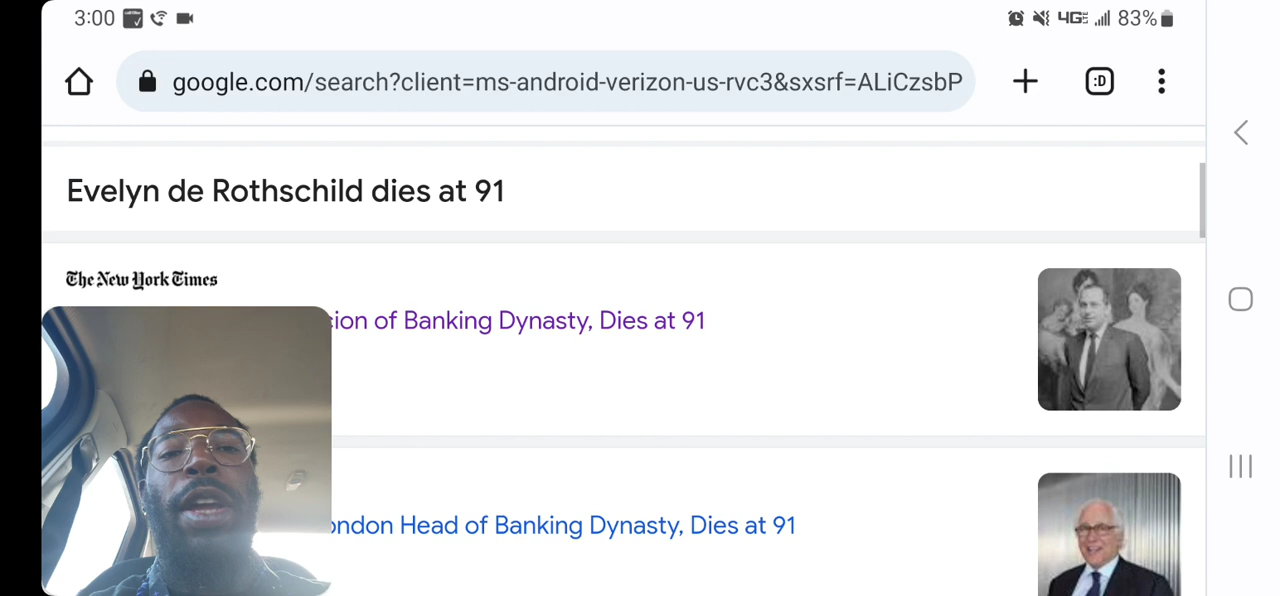 3:00 4GE 83%
google.com/search?client=ms-android-verizon-us-rvc3&sxsrf=ALiCzsbP :D
Evelyn de Rothschild dies at 91
The New York Times
cion of Banking Dynasty, Dies at 91
ondon Head of Banking Dynasty, Dies at 91